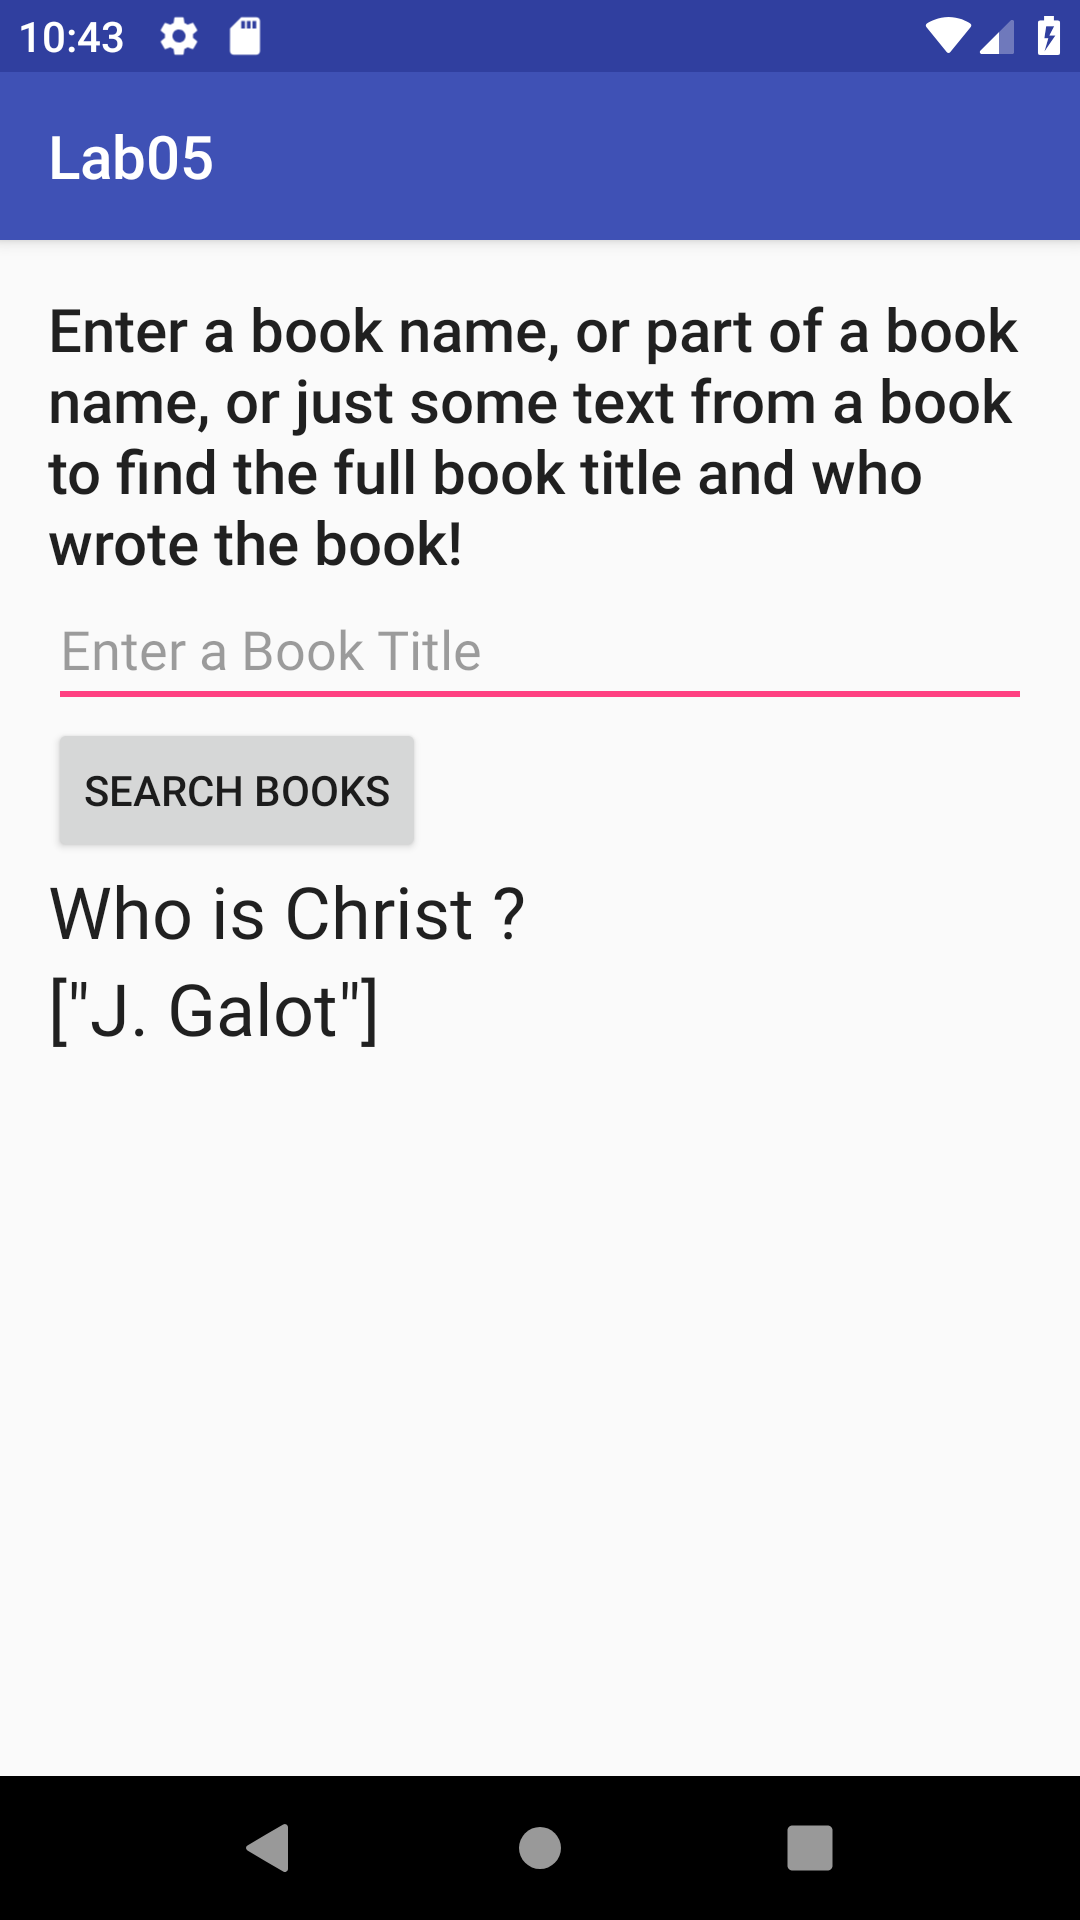 10:43
Lab05
Enter a book name, or part of a book
name, or just some text from a book
to find the full book title and who
wrote the book!
Enter a Book Title
SEARCH BOOKS
Who is Christ ?
["J. Galot"]